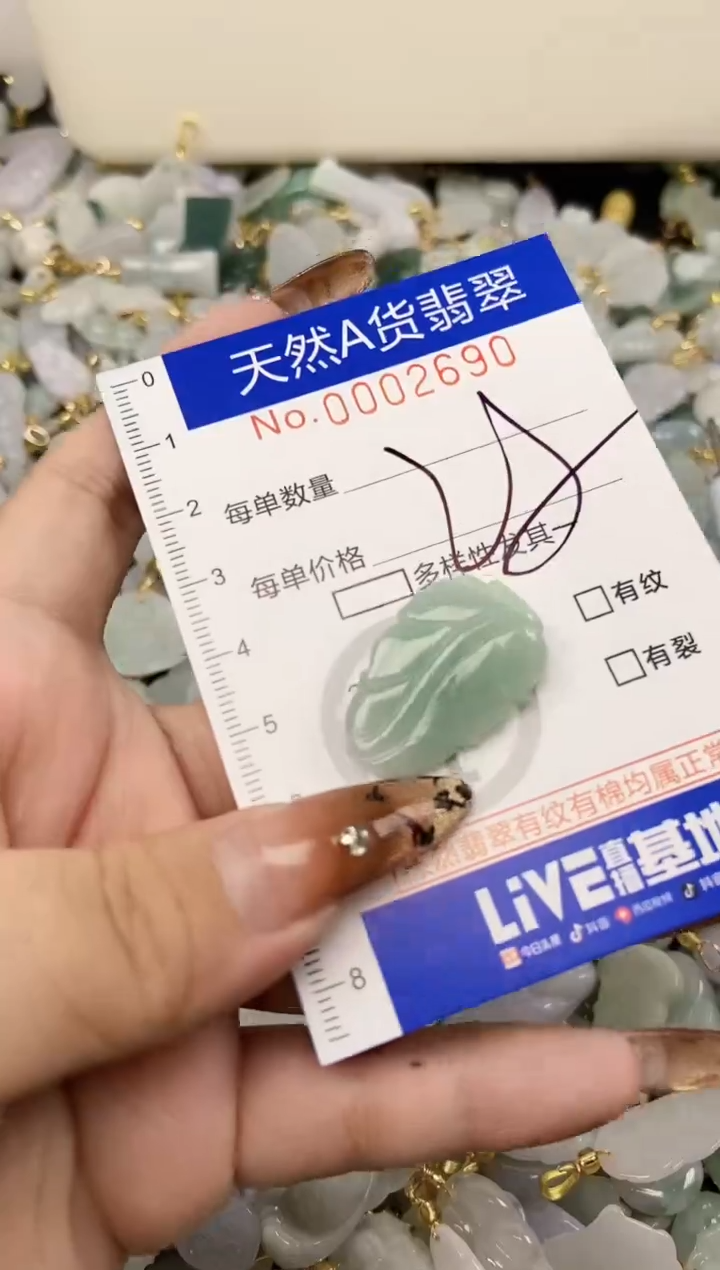 天然A货翡翠
No.0002690
每单数量
每单价格
多样性发其一
有纹
有裂
天然翡翠有纹有棉均属正常
LiVE直播基地
今日头条 抖音 西瓜视频 抖音
0
1
2
3
4
5
8